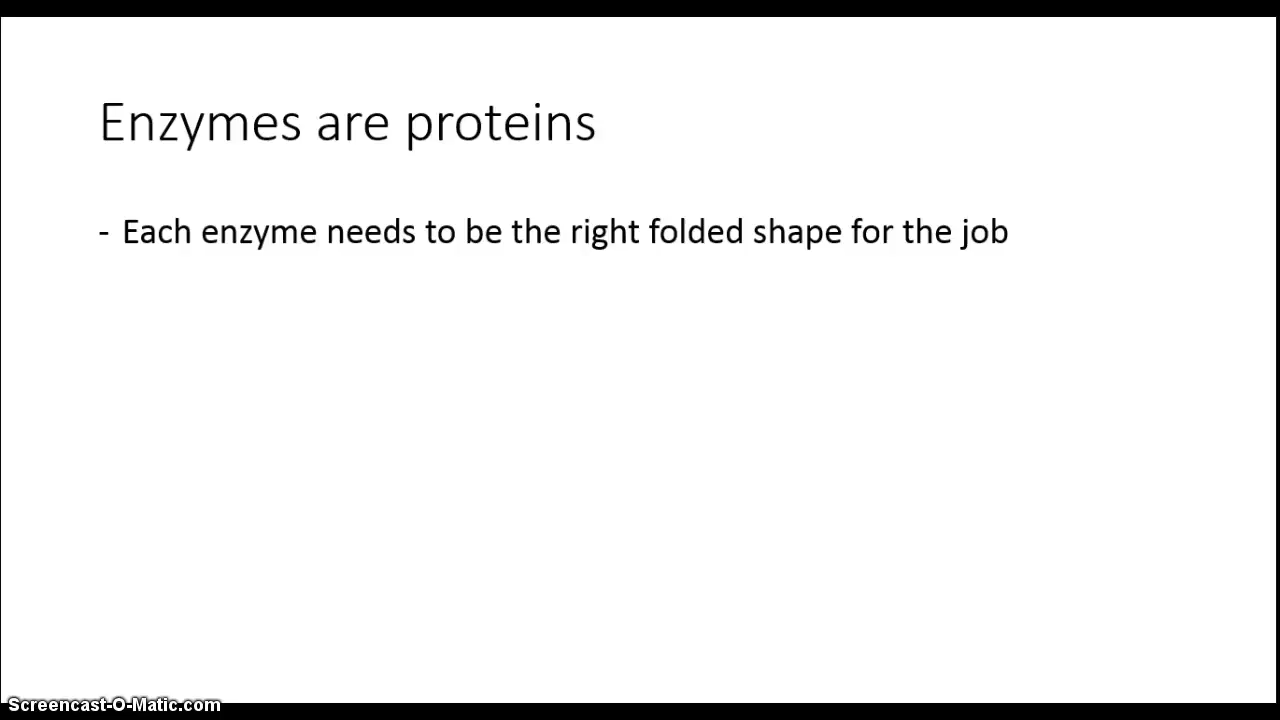 Enzymes are proteins
- Each enzyme needs to be the right folded shape for the job
Screencast-O-Matic.com